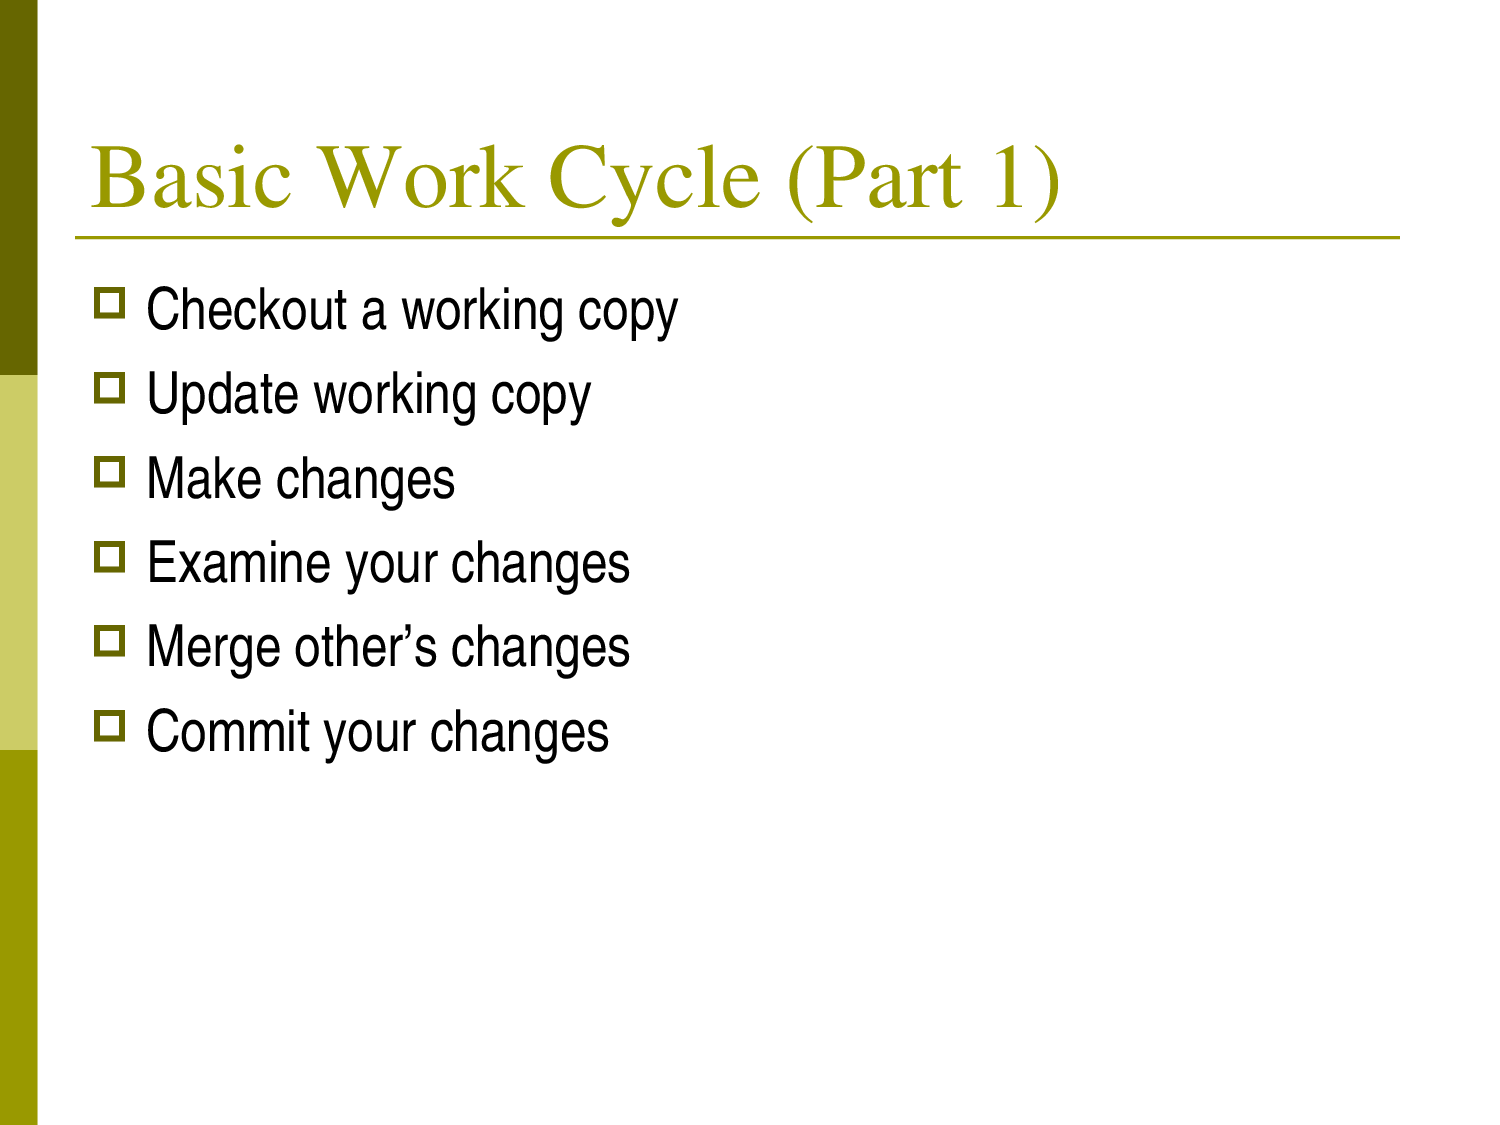 Basic Work Cycle (Part 1)
Checkout a working copy
Update working copy
Make changes
Examine your changes
Merge other’s changes
Commit your changes